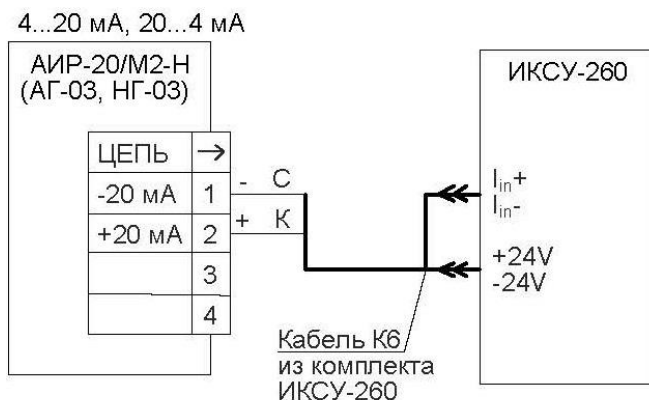 4...20 мА, 20...4 мА
АИР-20/М2-Н
(АГ-03, НГ-03)
ЦЕПЬ →
-20 мА 1 - С
+20 мА 2 + К
3
4
ИКСУ-260
Iin+
Iin-
+24V
-24V
Кабель К6
из комплекта
ИКСУ-260